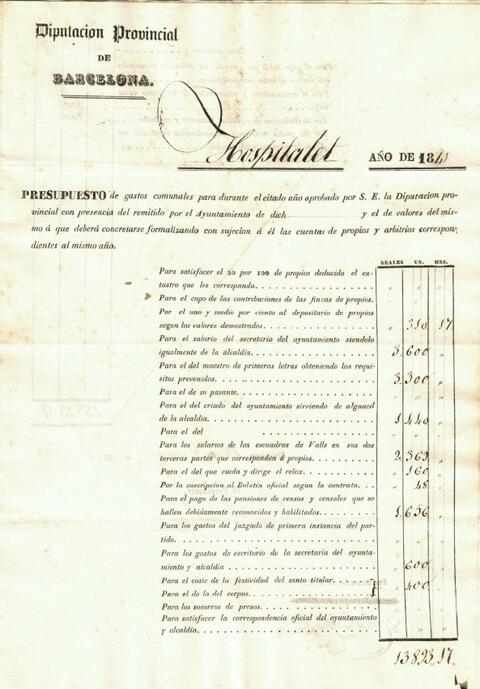 Diputacion Provincial
DE
BARCELONA.
Hospitalet AÑO DE 1841
PRESUPUESTO de gastos comunales para durante el citado año aprobado por S. E. la Diputacion pro-
vincial con presencia del remitido por el Ayuntamiento de dich y el de valores del mis-
mo á que deberá concretarse formalizando con sujecion á él las cuentas de propios y arbitrios correspon-
dientes al mismo año.
REALES VN. MRS.
Para satisfacer el 20 por 100 de propios deducido el ca-
tastro que les corresponda. " "
Para el cupo de las contribuciones de las fincas de propios. " "
Por el uno y medio por ciento al depositario de propios
segun los valores demostrados. " 310 17
Para el salario del secretario del ayuntamiento siendolo
igualmente de la alcaldía. 3.600 "
Para el del maestro de primeras letras obteniendo los requi-
sitos prevenidos. 3.300 "
Para el de su pasante. " "
Para el del criado del ayuntamiento sirviendo de alguacil
de la alcaldía. 1.440 "
Para el del " "
Para los salaros de las escuadras de Valls en sus dos
terceras partes que corresponden á propios. 2.369 "
Para el del que cuida y dirige el relox. " 160 "
Por la suscripcion al Boletin oficial segun la contrata. " 48 "
Para el pago de las pensiones de censos y censales que se
hallen debidamente reconocidos y habilitados. 1.656 "
Para los gastos del juzgado de primera instancia del par-
tido. " "
Para los gastos de escritorio de la secretaría del ayunta-
miento y alcaldía " 600 "
Para el coste de la festividad del santo titular.
Para el de la del corpus. } " 400 "
Para los socorros de presos. " "
Para satisfacer la correspondencia oficial del ayuntamiento
y alcaldía. " "
13893.17.